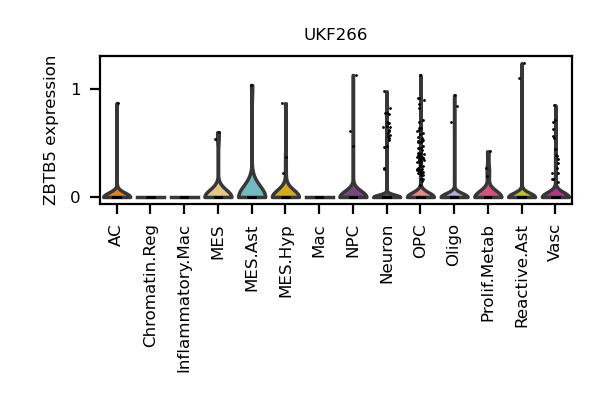 UKF266
ZBTB5 expression
1
0
AC
Chromatin.Reg
Inflammatory.Mac
MES
MES.Ast
MES.Hyp
Mac
NPC
Neuron
OPC
Oligo
Prolif.Metab
Reactive.Ast
Vasc